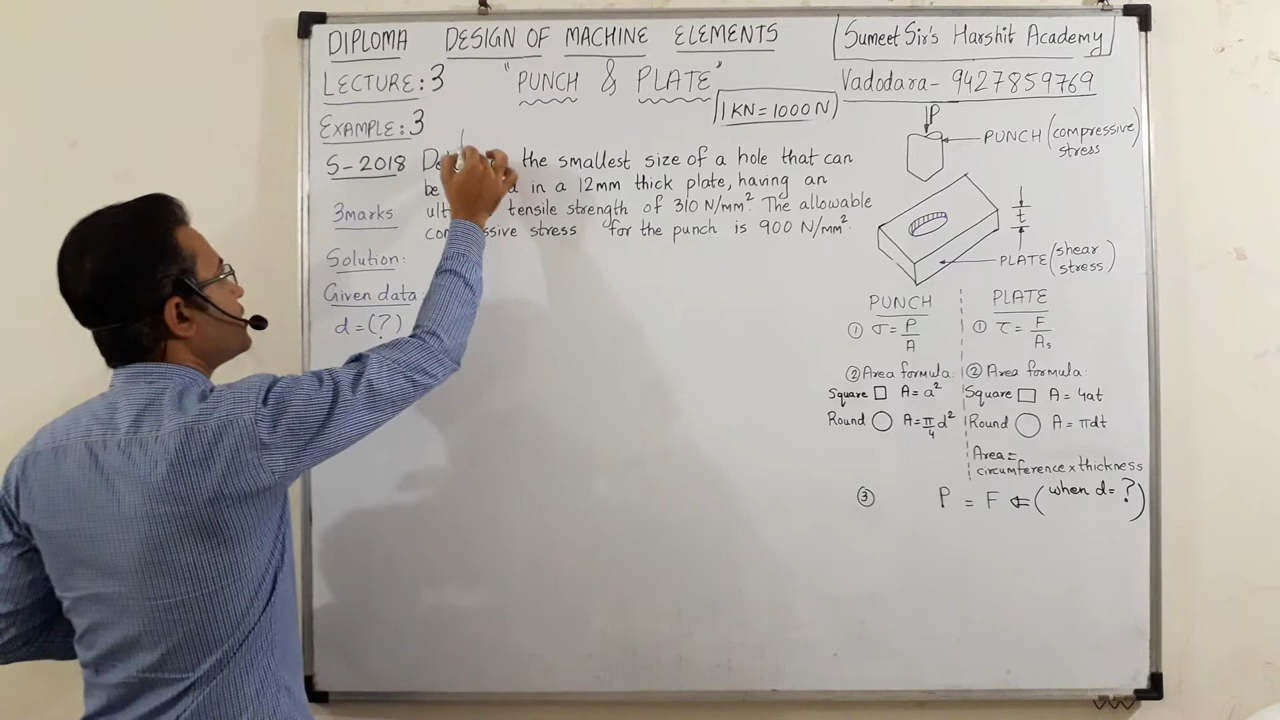 DIPLOMA DESIGN OF MACHINE ELEMENTS
Sumeet Sir's Harshit Academy
LECTURE: 3 "PUNCH & PLATE"
Vadodara- 9427859769
1 KN = 1000 N
EXAMPLE: 3
S-2018 the smallest size of a hole that can
be in a 12mm thick plate, having an
3marks tensile strength of 310 N/mm². The allowable
stress for the punch is 900 N/mm².
Solution:
Given data
d = (?)
P
PUNCH (compressive stress)
t
PLATE (shear stress)
PUNCH PLATE
① σ = P/A ① τ = F/As
② Area formula: ② Area formula:
Square □ A = a² Square □ A = 4at
Round ○ A = π/4 d² Round ○ A = πdt
Area =
circumference x thickness
③ P = F ⇐ (when d = ?)